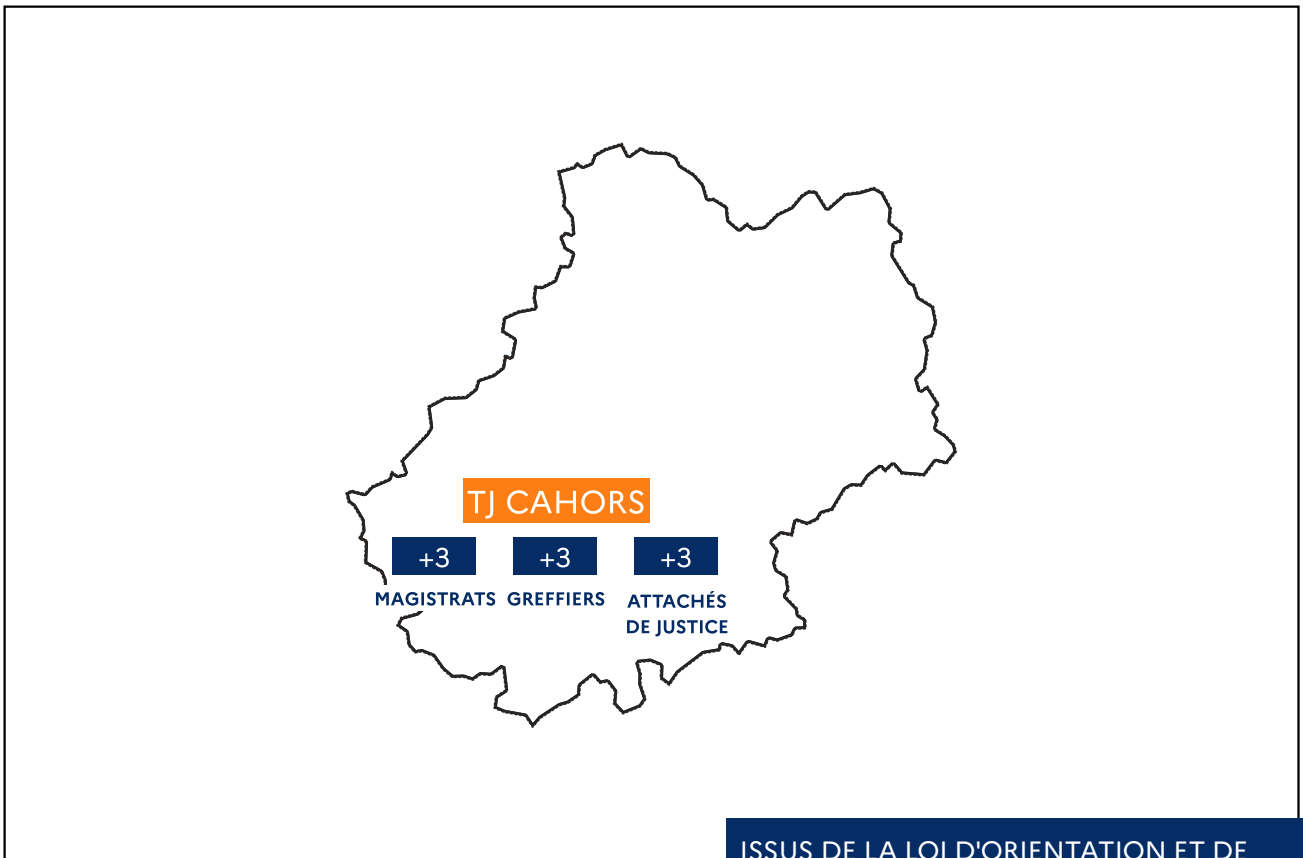 TJ CAHORS
+3 +3 +3
MAGISTRATS GREFFIERS ATTACHÉS
DE JUSTICE
ISSUS DE LA LOI D'ORIENTATION ET DE